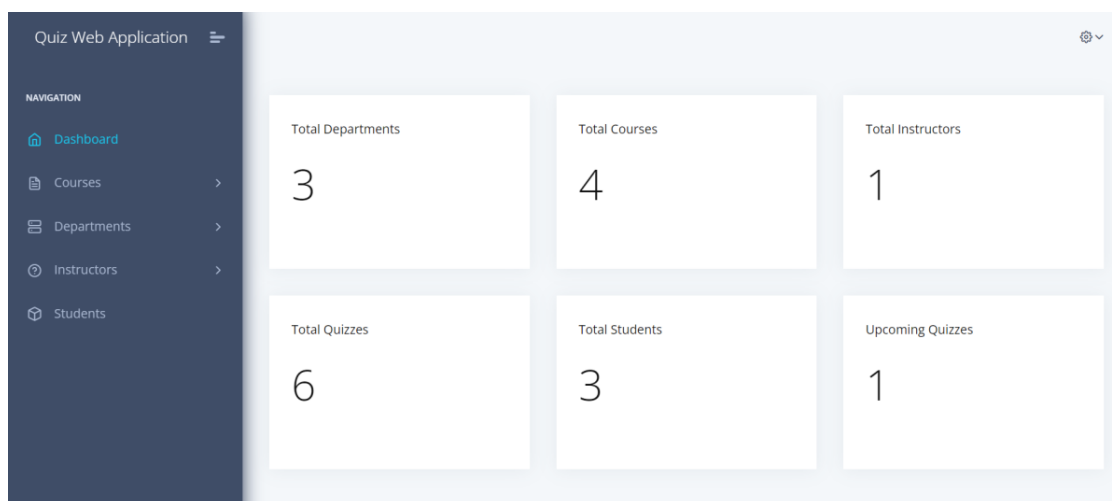 Quiz Web Application
NAVIGATION
Dashboard
Courses
Departments
Instructors
Students
Total Departments
3
Total Courses
4
Total Instructors
1
Total Quizzes
6
Total Students
3
Upcoming Quizzes
1